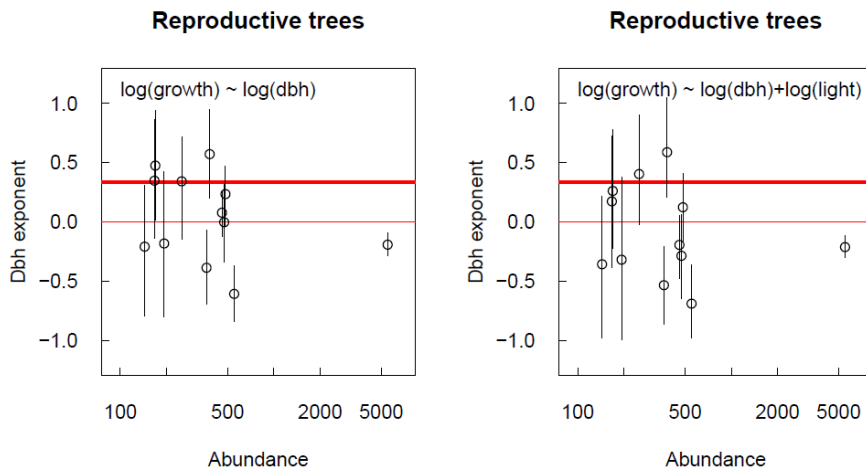 Reproductive trees
log(growth) ~ log(dbh)
1.0
0.5
0.0
−0.5
−1.0
Dbh exponent
100
500
2000
5000
Abundance
Reproductive trees
log(growth) ~ log(dbh)+log(light)
1.0
0.5
0.0
−0.5
−1.0
Dbh exponent
100
500
2000
5000
Abundance